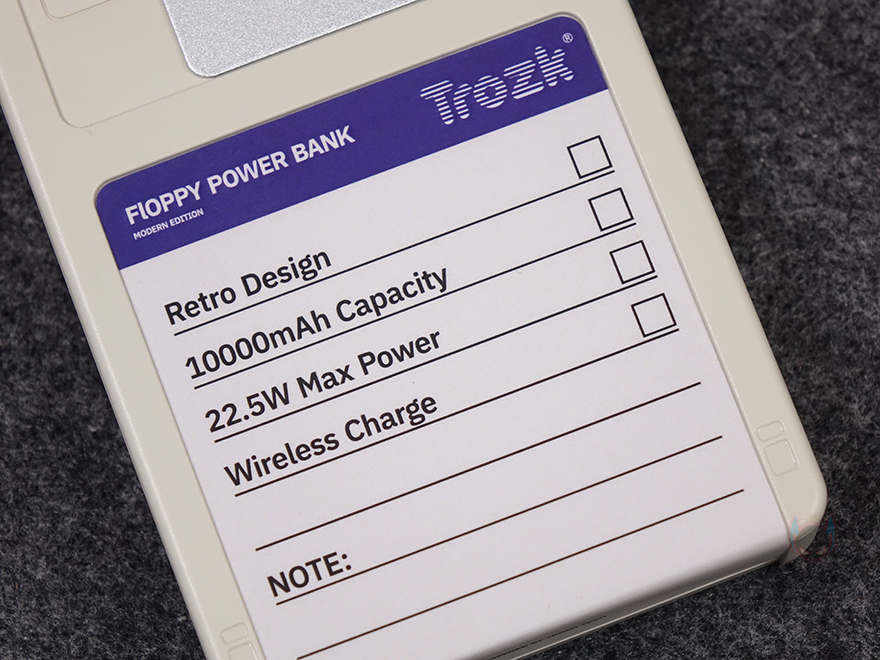 Trozk®
FlOPPY POWER BANK
MODERN EDITION
Retro Design
10000mAh Capacity
22.5W Max Power
Wireless Charge
NOTE: